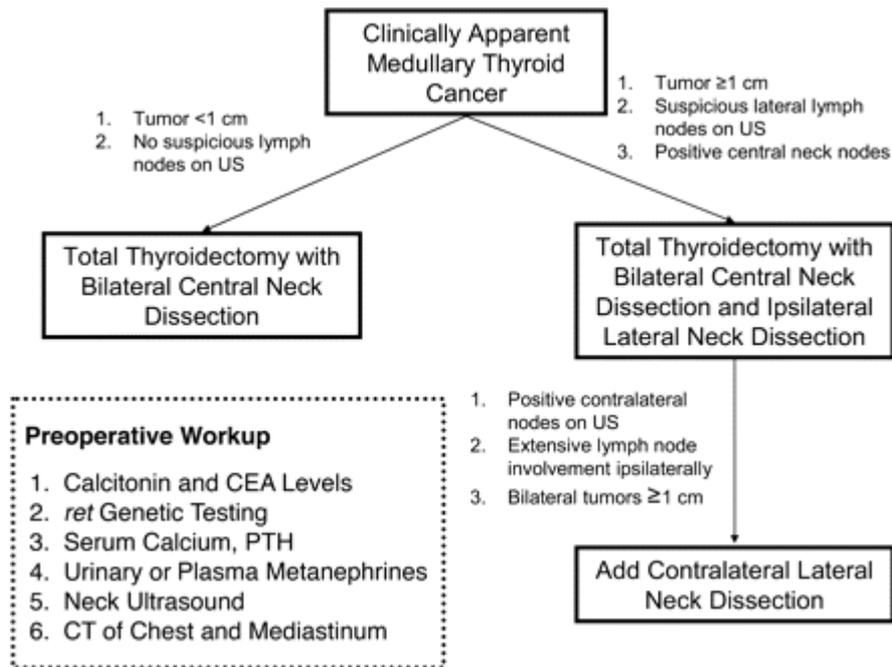 Clinically Apparent
Medullary Thyroid
Cancer
1. Tumor <1 cm
2. No suspicious lymph
nodes on US
1. Tumor ≥1 cm
2. Suspicious lateral lymph
nodes on US
3. Positive central neck nodes
Total Thyroidectomy with
Bilateral Central Neck
Dissection
Total Thyroidectomy with
Bilateral Central Neck
Dissection and Ipsilateral
Lateral Neck Dissection
1. Positive contralateral
nodes on US
2. Extensive lymph node
involvement ipsilaterally
3. Bilateral tumors ≥1 cm
Add Contralateral Lateral
Neck Dissection
Preoperative Workup
1. Calcitonin and CEA Levels
2. ret Genetic Testing
3. Serum Calcium, PTH
4. Urinary or Plasma Metanephrines
5. Neck Ultrasound
6. CT of Chest and Mediastinum